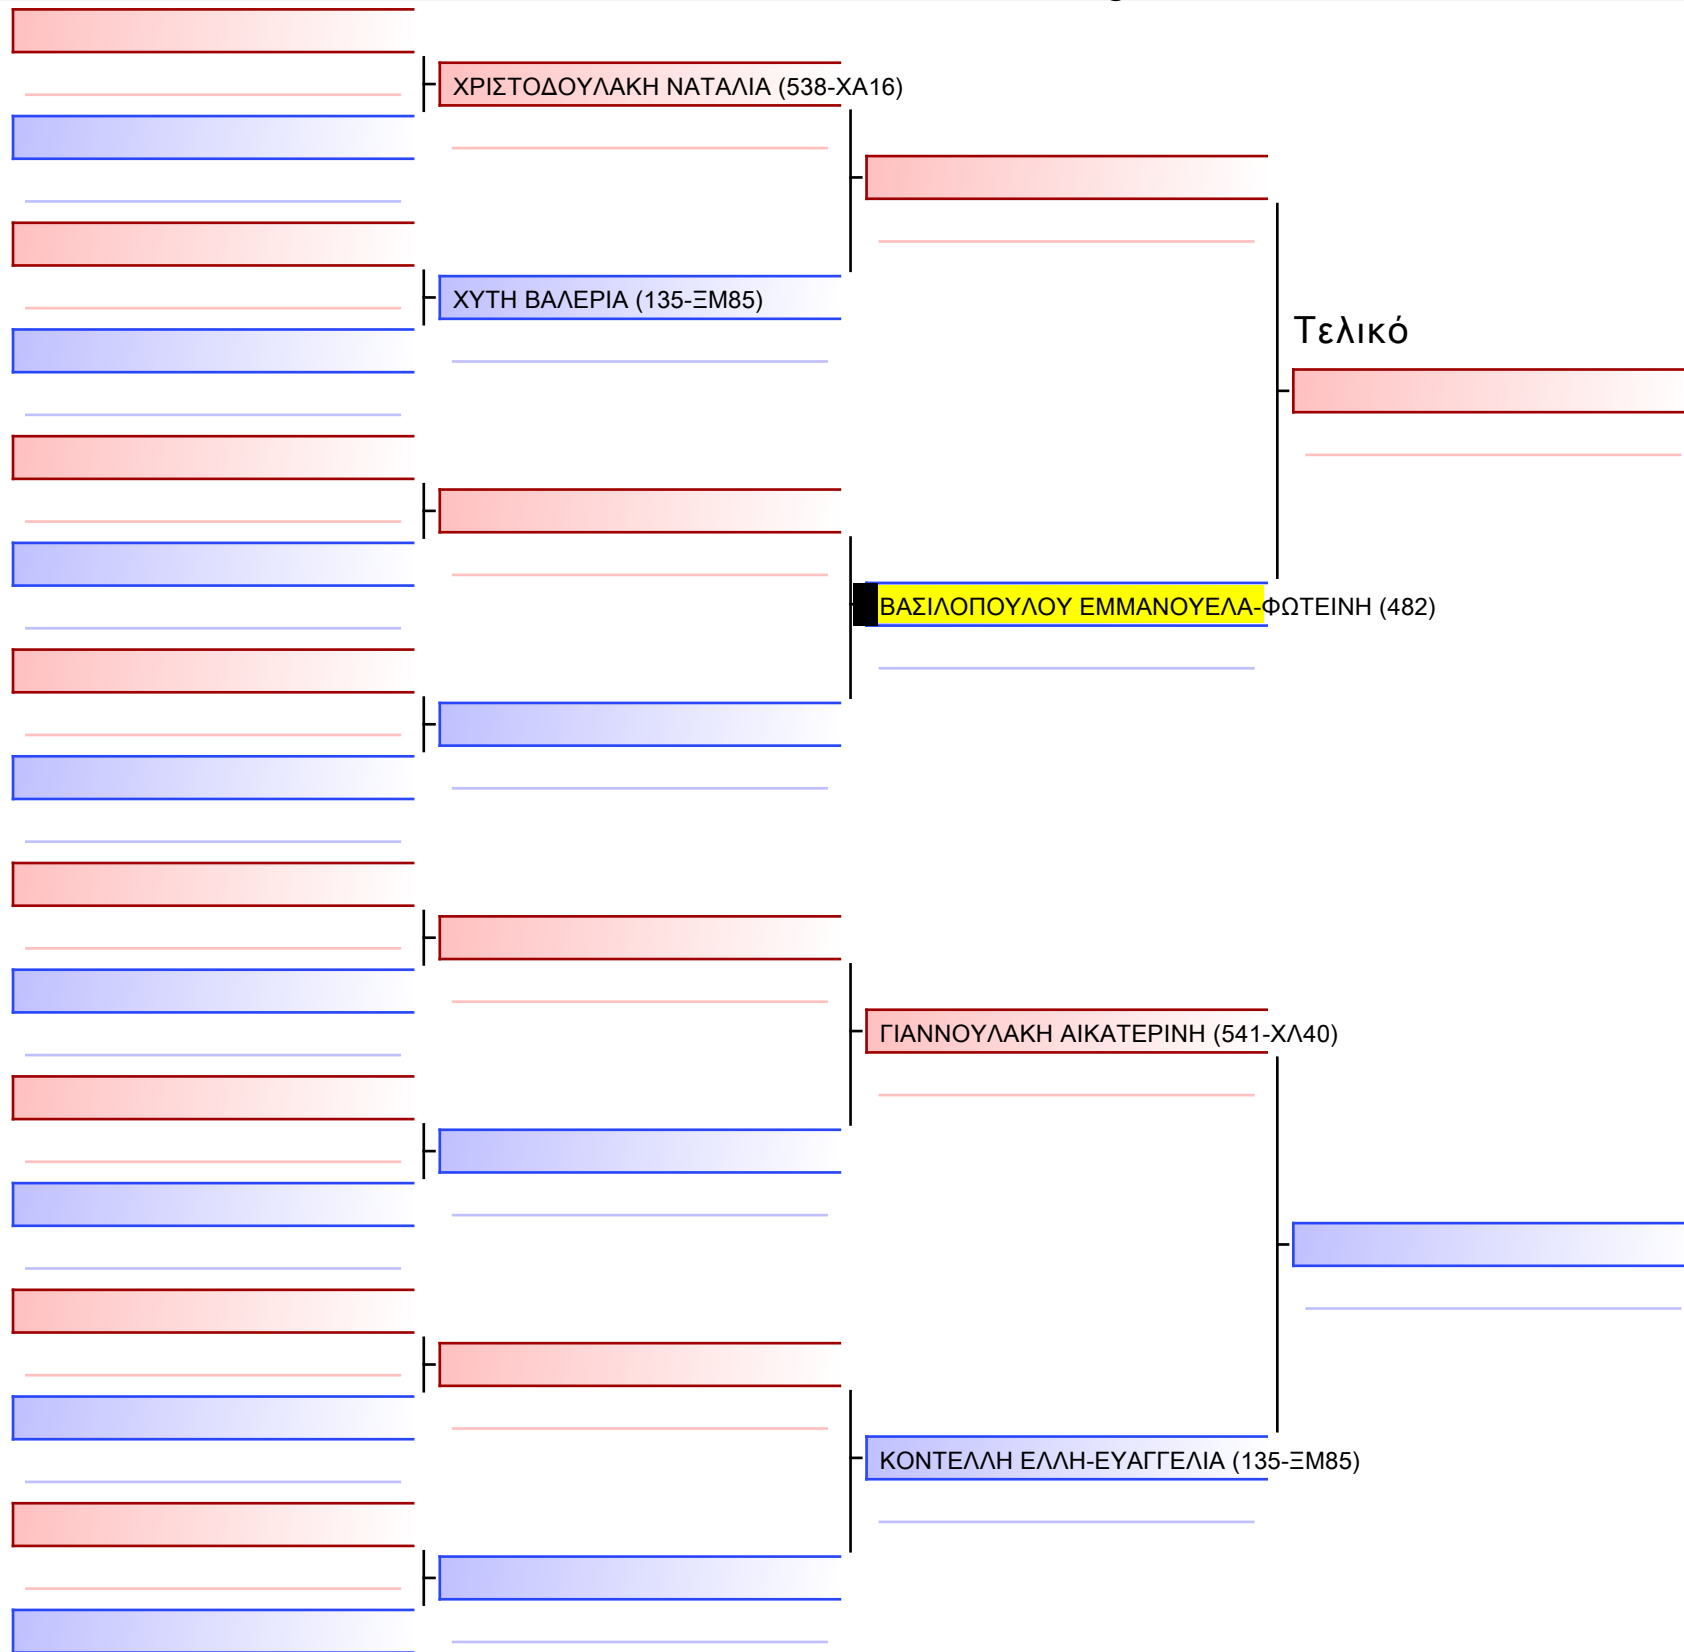 ΧΡΙΣΤΟΔΟΥΛΑΚΗ ΝΑΤΑΛΙΑ (538-ΧΑ16)
ΧΥΤΗ ΒΑΛΕΡΙΑ (135-ΞΜ85)
Τελικό
ΒΑΣΙΛΟΠΟΥΛΟΥ ΕΜΜΑΝΟΥΕΛΑ-ΦΩΤΕΙΝΗ (482)
ΓΙΑΝΝΟΥΛΑΚΗ ΑΙΚΑΤΕΡΙΝΗ (541-ΧΛ40)
ΚΟΝΤΕΛΛΗ ΕΛΛΗ-ΕΥΑΓΓΕΛΙΑ (135-ΞΜ85)